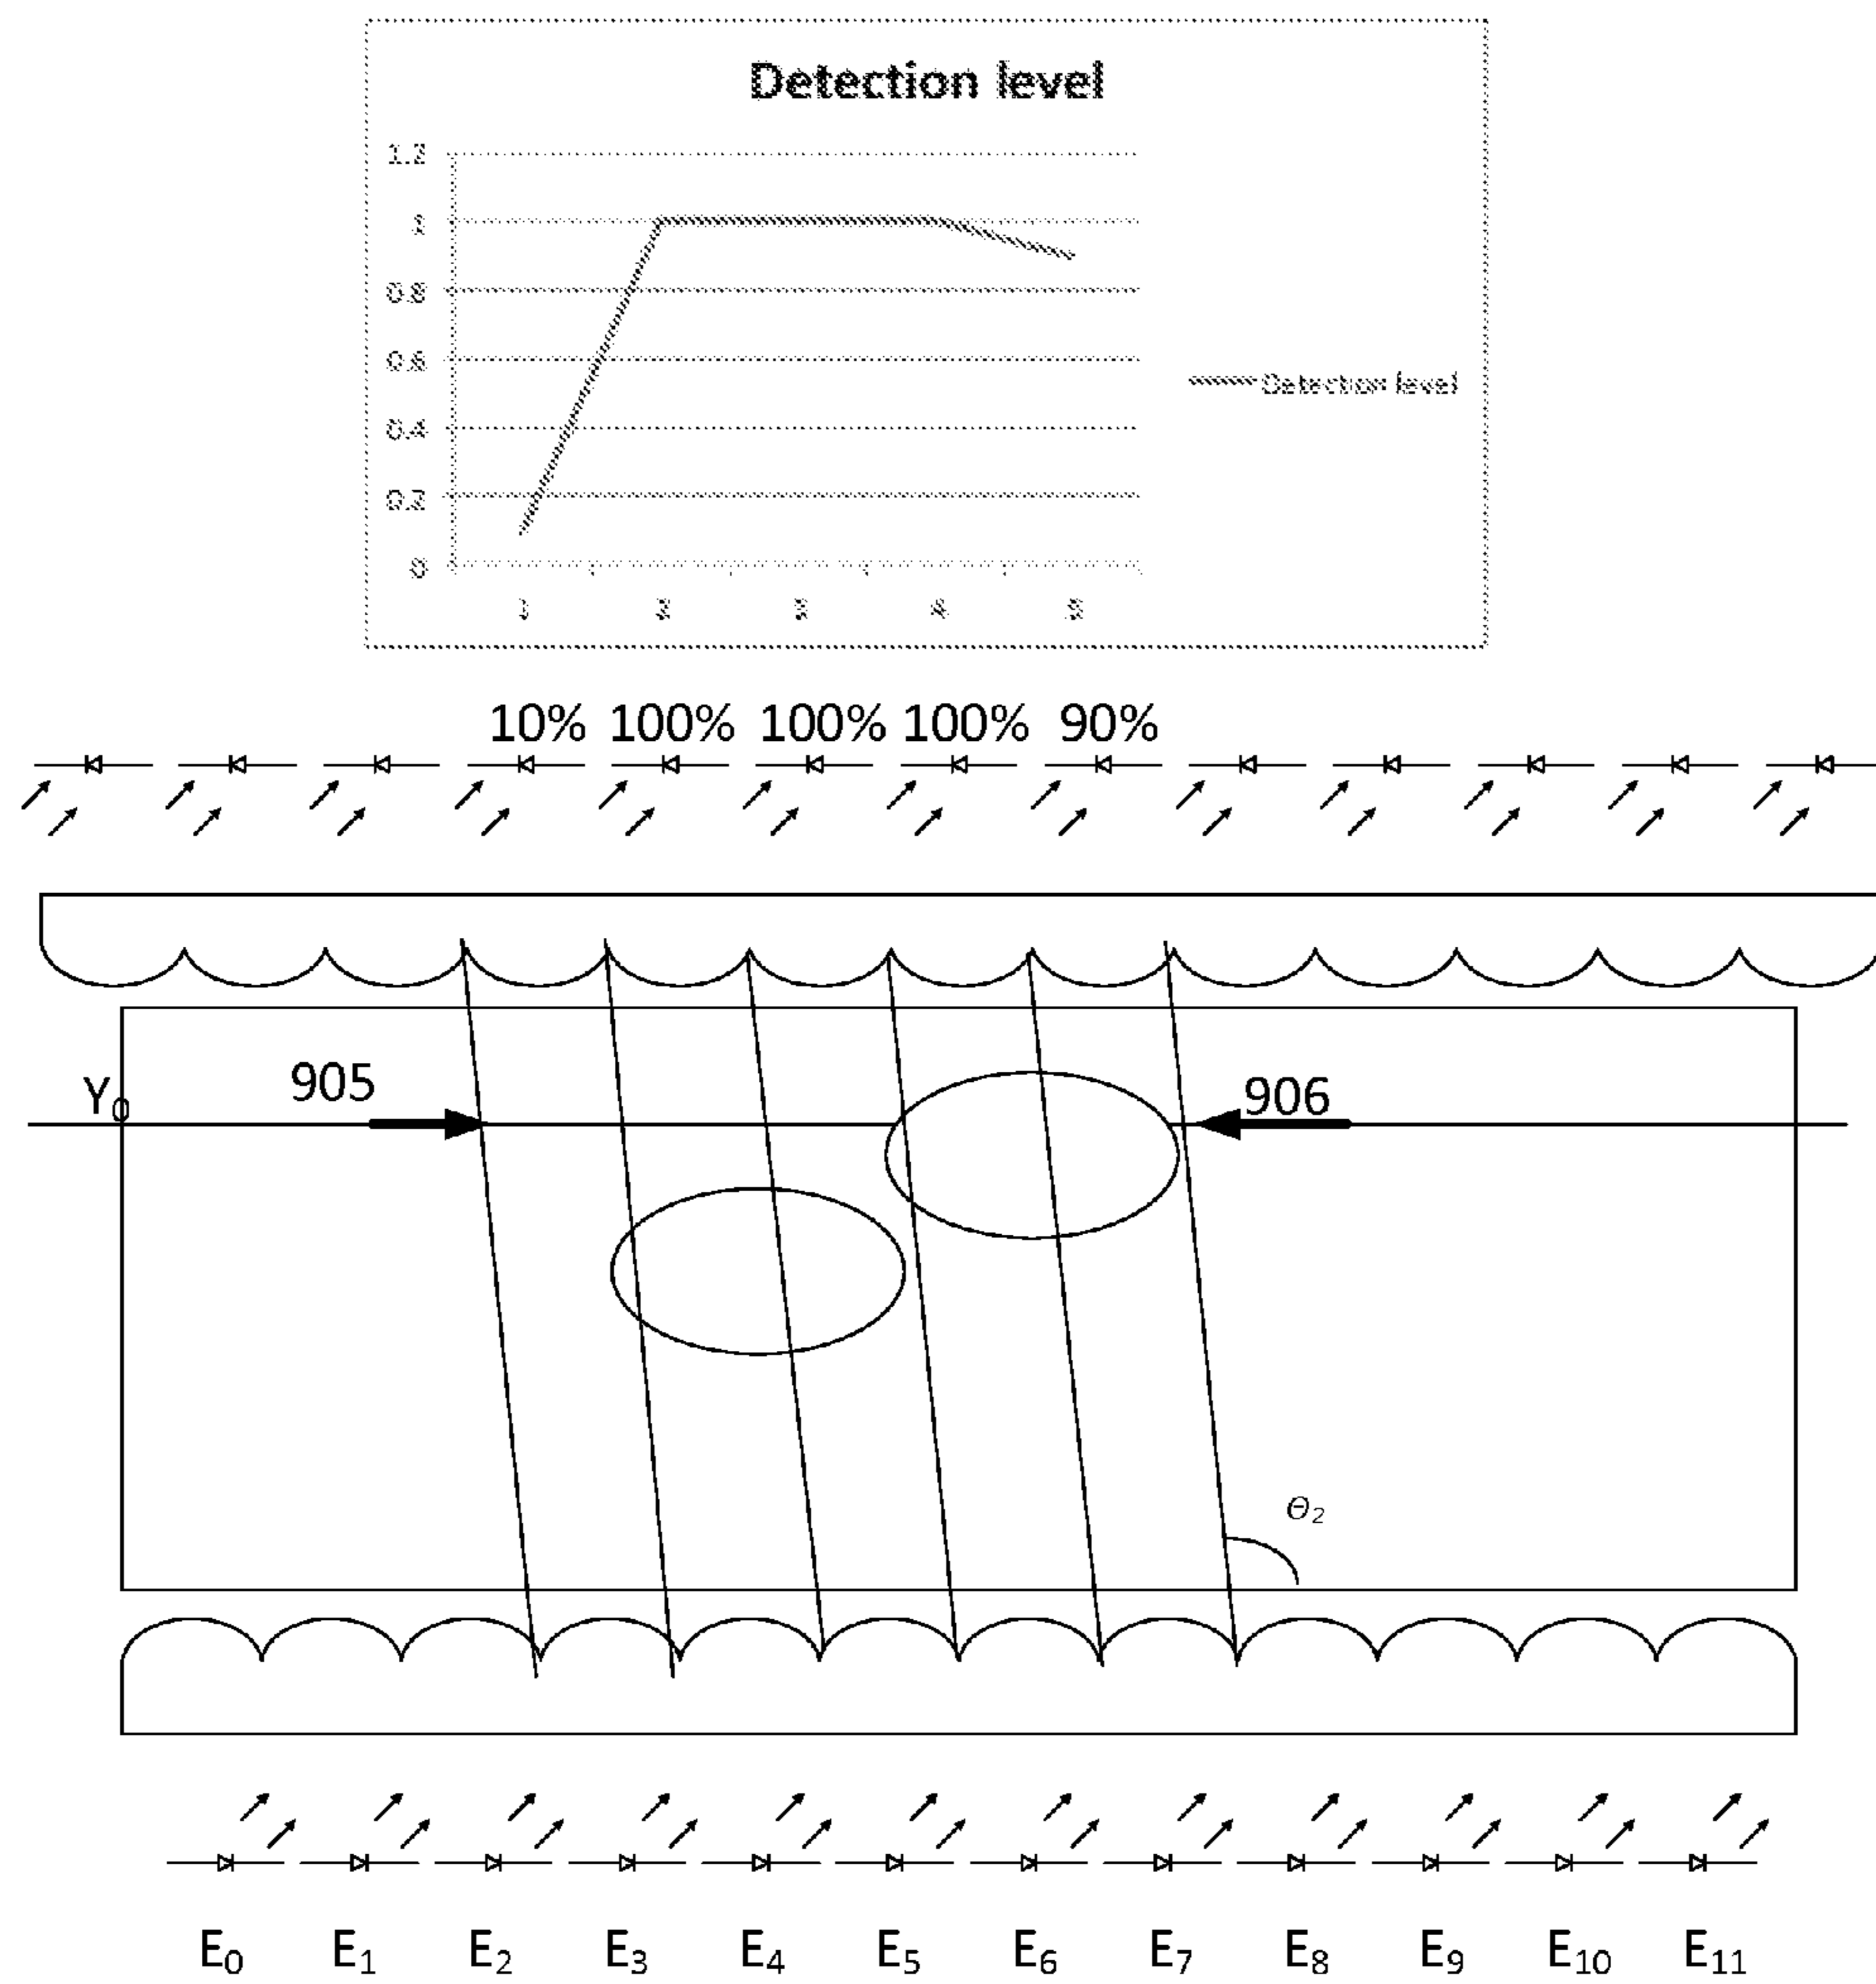 Detection level
1.2
1
0.8
0.6
0.4
0.2
0
Detection level
1 2 3 4 5
10% 100% 100% 100% 90%
Y₀ 905 906
Θ₂
E₀ E₁ E₂ E₃ E₄ E₅ E₆ E₇ E₈ E₉ E₁₀ E₁₁